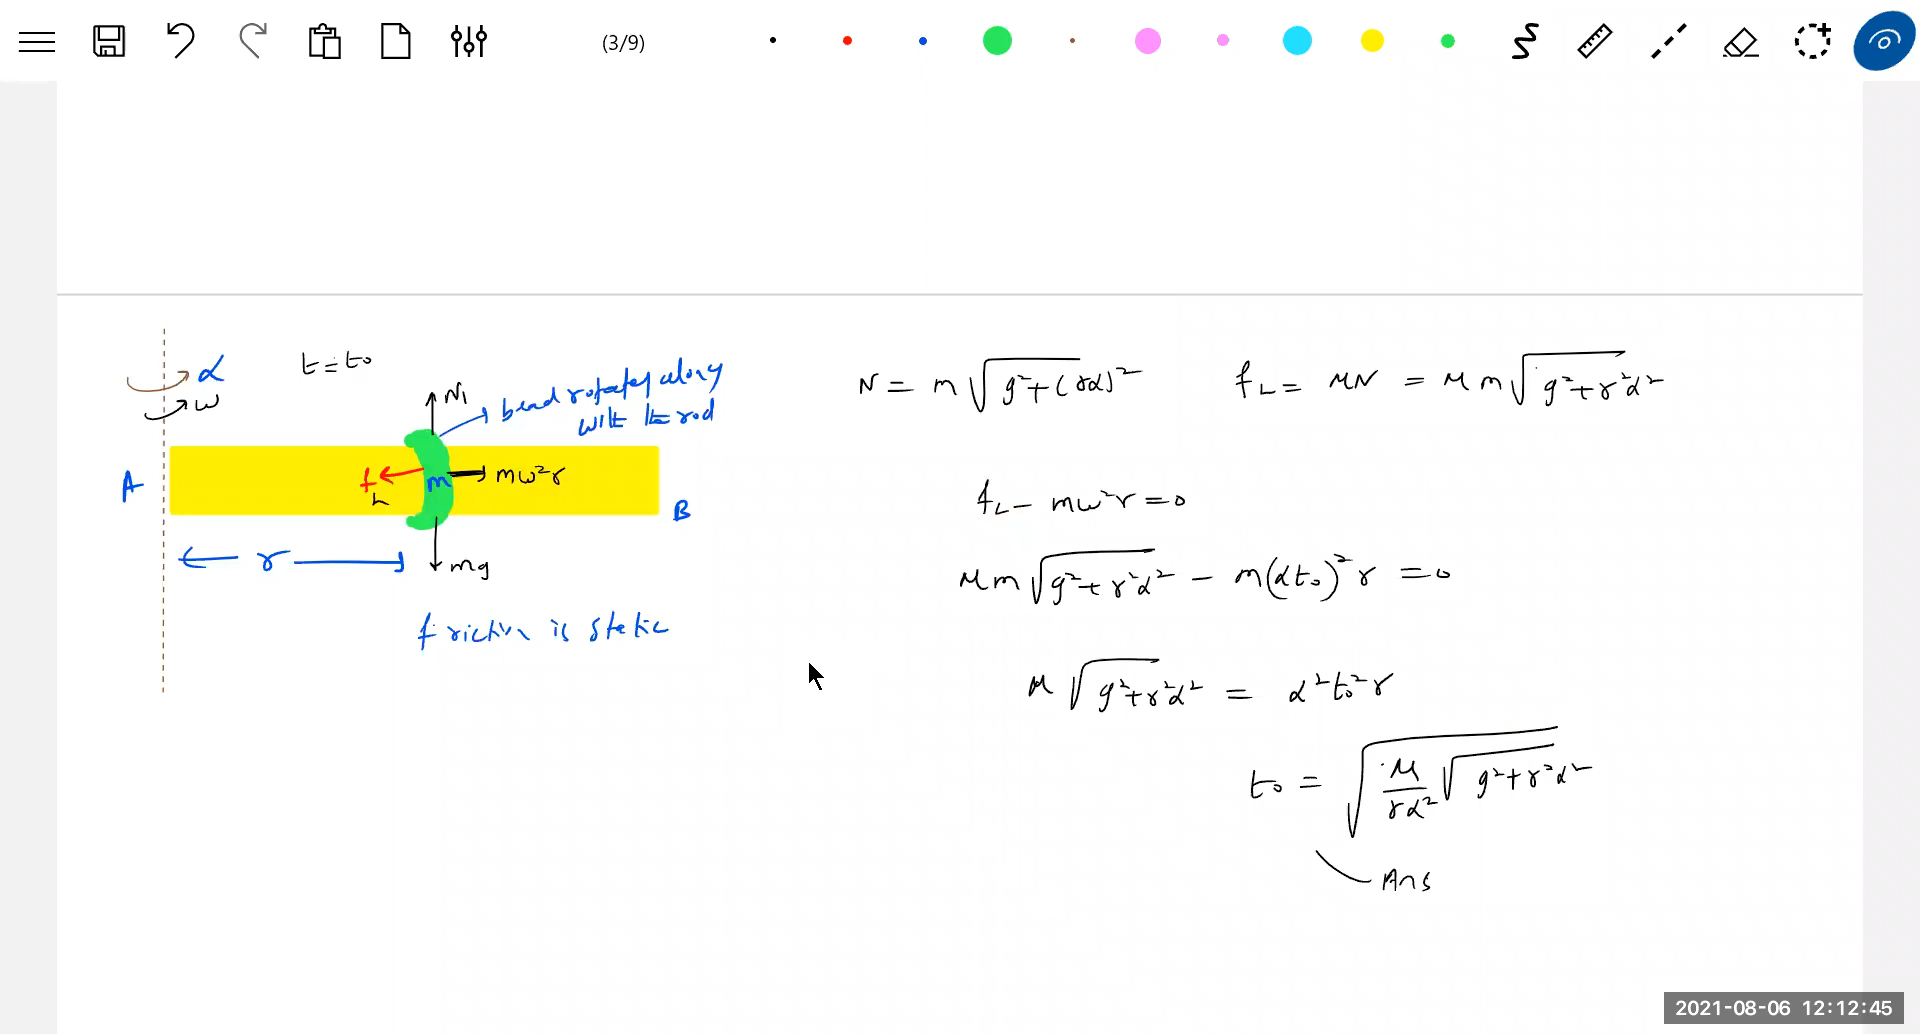 (3/9)
α
ω
t = t₀
N₁
bead rotates along
with the rod
A
f_L
m
mω²r
B
r
mg
friction is static
N = m√(g²+(rα)²)
f_L = μN = μm√(g²+r²α²)
f_L − mω²r = 0
μm√(g²+r²α²) − m(αt₀)²r = 0
μ√(g²+r²α²) = α²t₀²r
t₀ = √(μ/(rα²) √(g²+r²α²))
Ans
2021-08-06 12:12:45